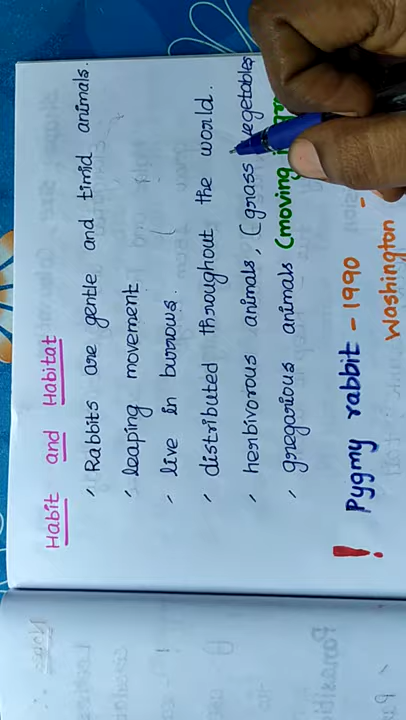 Habit and Habitat
, Rabbits are gentle and timid animals.
, leaping movement
, live in burrows.
, distributed throughout the world.
, herbivorous animals, (grass vegetables
, gregarious animals (moving
! Pygmy rabbit - 1990
Washington -